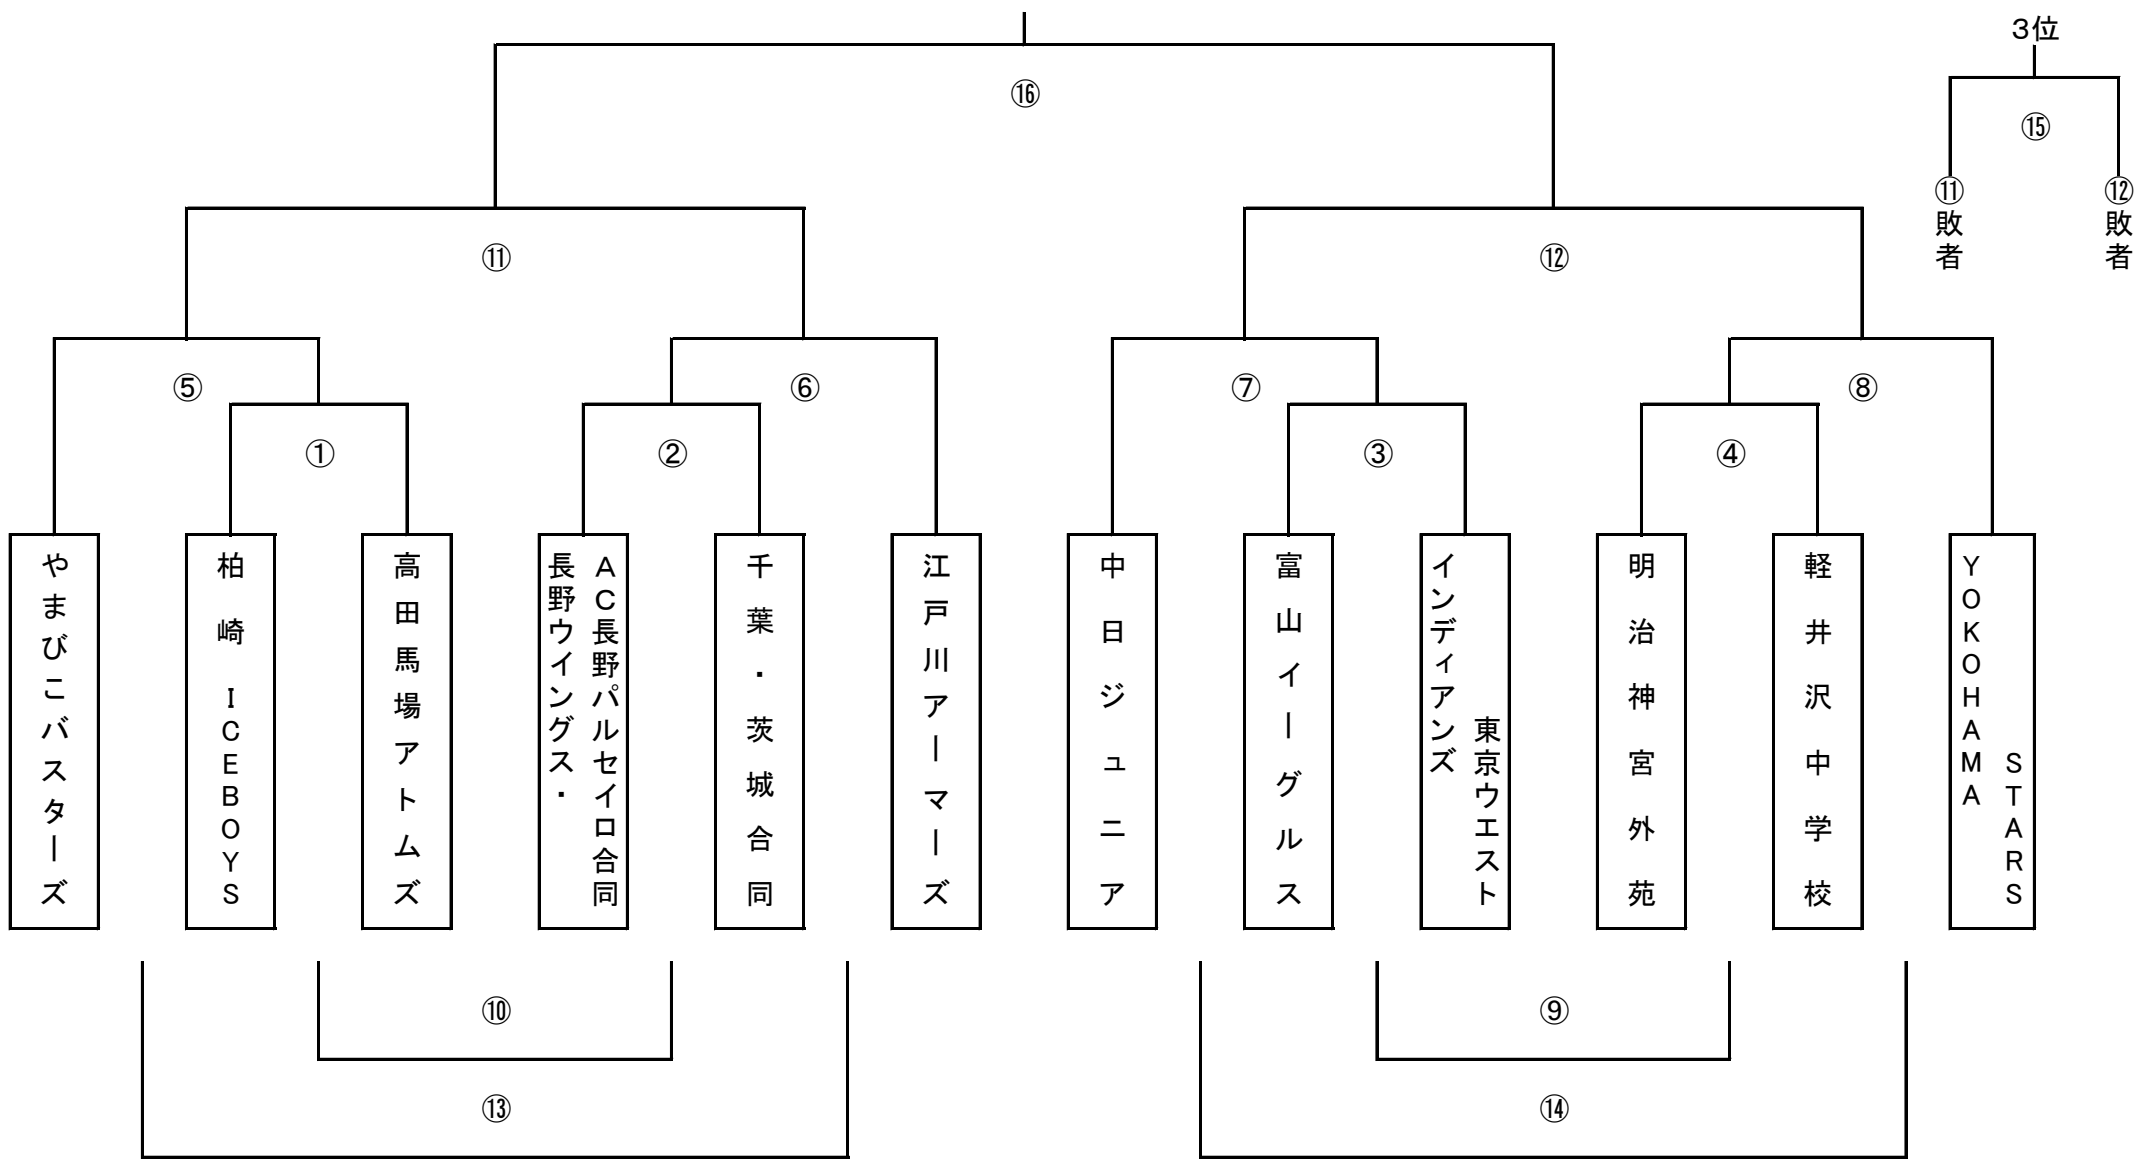 3位
⑯
⑮
⑪敗者
⑫敗者
⑪
⑫
⑤
⑥
⑦
⑧
①
②
③
④
やまびこバスターズ
柏崎 ICEBOYS
高田馬場アトムズ
長野ウイングス・
AC長野パルセイロ合同
千葉・茨城合同
江戸川アーマーズ
中日ジュニア
富山イーグルス
東京ウエスト
インディアンズ
明治神宮外苑
軽井沢中学校
YOKOHAMA
STARS
⑩
⑨
⑬
⑭